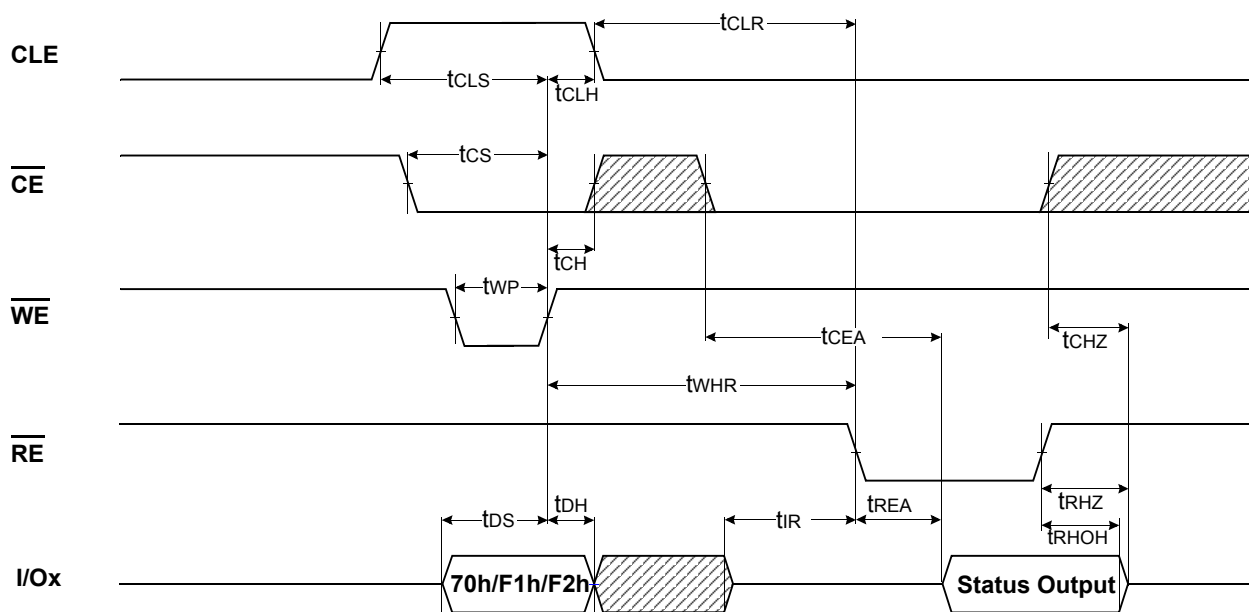 CLE
tCLR
tCLS
tCLH
CE
tCS
tCH
WE
tWP
tCEA
tCHZ
tWHR
RE
tDS
tDH
tIR
tREA
tRHZ
tRHOH
I/Ox
70h/F1h/F2h
Status Output